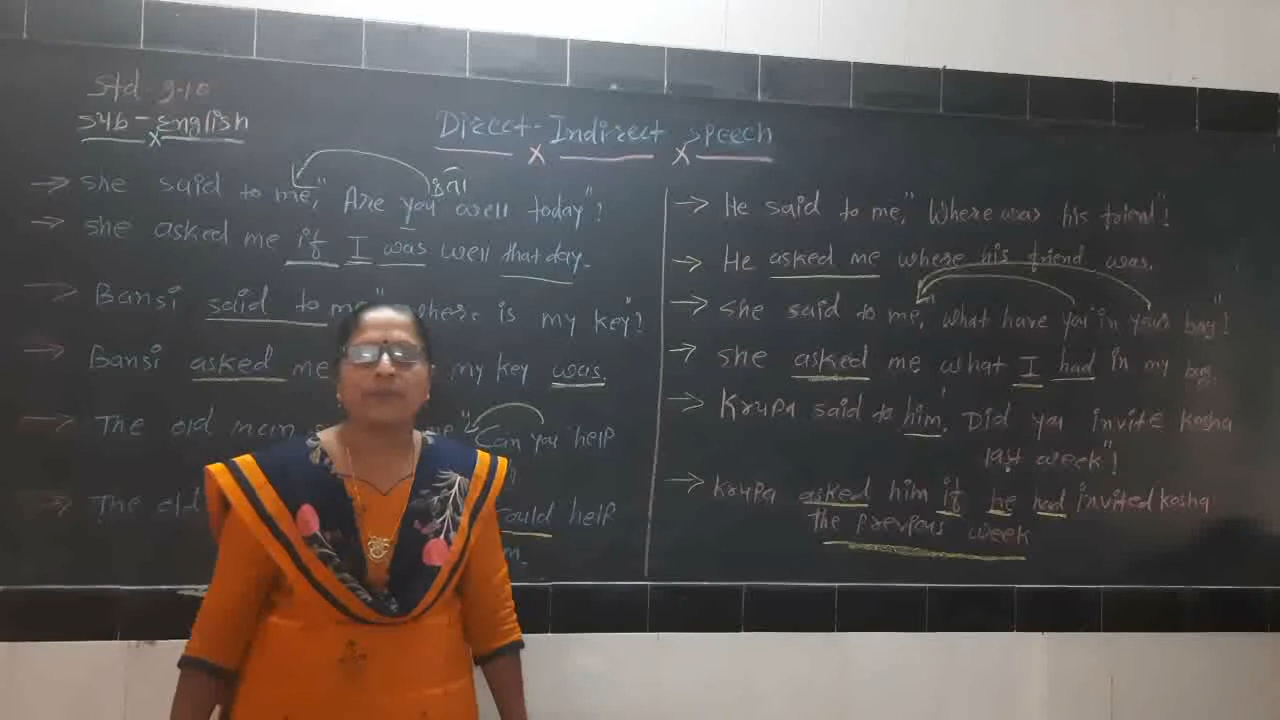 Std - 9-10
Sub - English
Direct - Indirect Speech
→ She said to me," Are you well today"?
→ She asked me if I was well that day.
→ Bansi said to me" where is my key"?
→ Bansi asked me my key was.
→ The old man "Can you help
→ The old could help
→ He said to me," Where was his friend"!
→ He asked me where his friend was.
→ She said to me," What have you in your bag"!
→ She asked me what I had in my bag.
→ Krupa said to him' Did you invite Kosha
last week"!
→ Krupa asked him if he had invited Kosha
the prevpous week